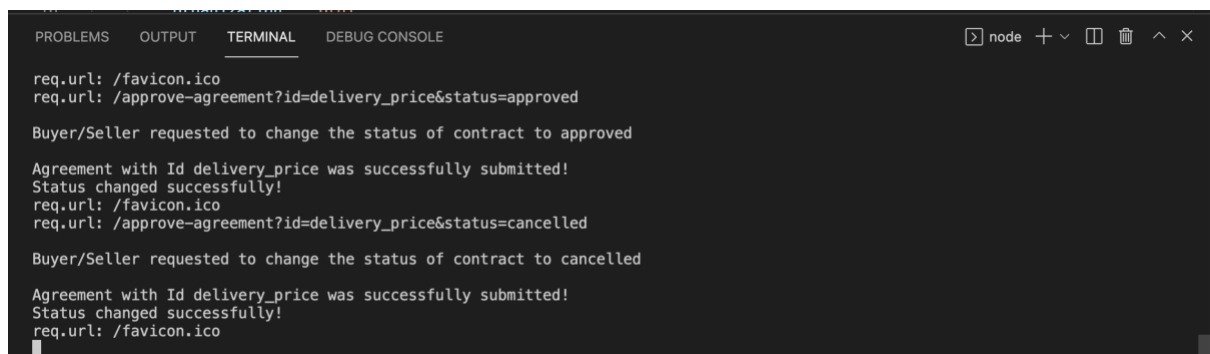 PROBLEMS OUTPUT TERMINAL DEBUG CONSOLE node
req.url: /favicon.ico
req.url: /approve-agreement?id=delivery_price&status=approved
Buyer/Seller requested to change the status of contract to approved
Agreement with Id delivery_price was successfully submitted!
Status changed successfully!
req.url: /favicon.ico
req.url: /approve-agreement?id=delivery_price&status=cancelled
Buyer/Seller requested to change the status of contract to cancelled
Agreement with Id delivery_price was successfully submitted!
Status changed successfully!
req.url: /favicon.ico